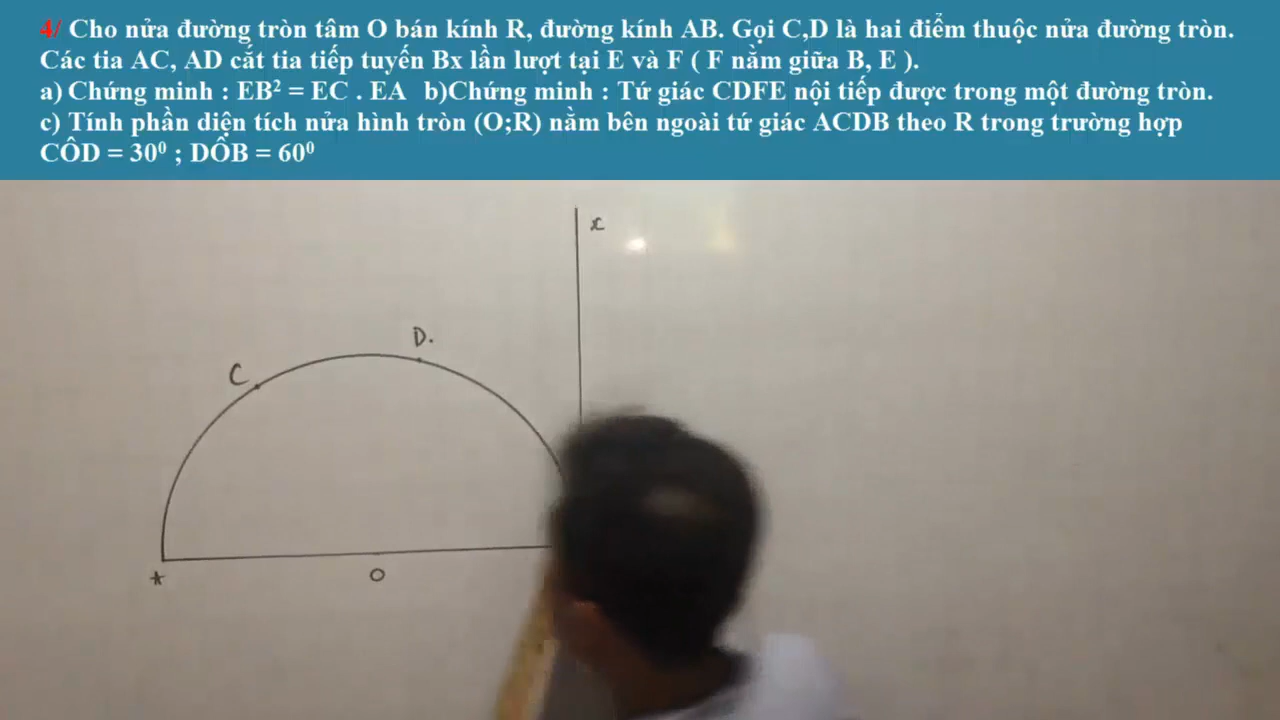 4/ Cho nửa đường tròn tâm O bán kính R, đường kính AB. Gọi C,D là hai điểm thuộc nửa đường tròn.
Các tia AC, AD cắt tia tiếp tuyến Bx lần lượt tại E và F ( F nằm giữa B, E ).
a) Chứng minh : EB² = EC . EA b)Chứng minh : Tứ giác CDFE nội tiếp được trong một đường tròn.
c) Tính phần diện tích nửa hình tròn (O;R) nằm bên ngoài tứ giác ACDB theo R trong trường hợp
CÔD = 30⁰ ; DÔB = 60⁰
x
D.
C
A
O